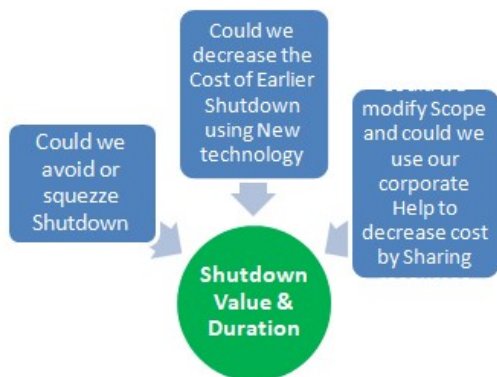 Could we
avoid or
squezze
Shutdown
Could we
decrease the
Cost of Earlier
Shutdown
using New
technology
modify Scope
and could we
use our
corporate
Help to
decrease cost
by Sharing
Shutdown
Value &
Duration